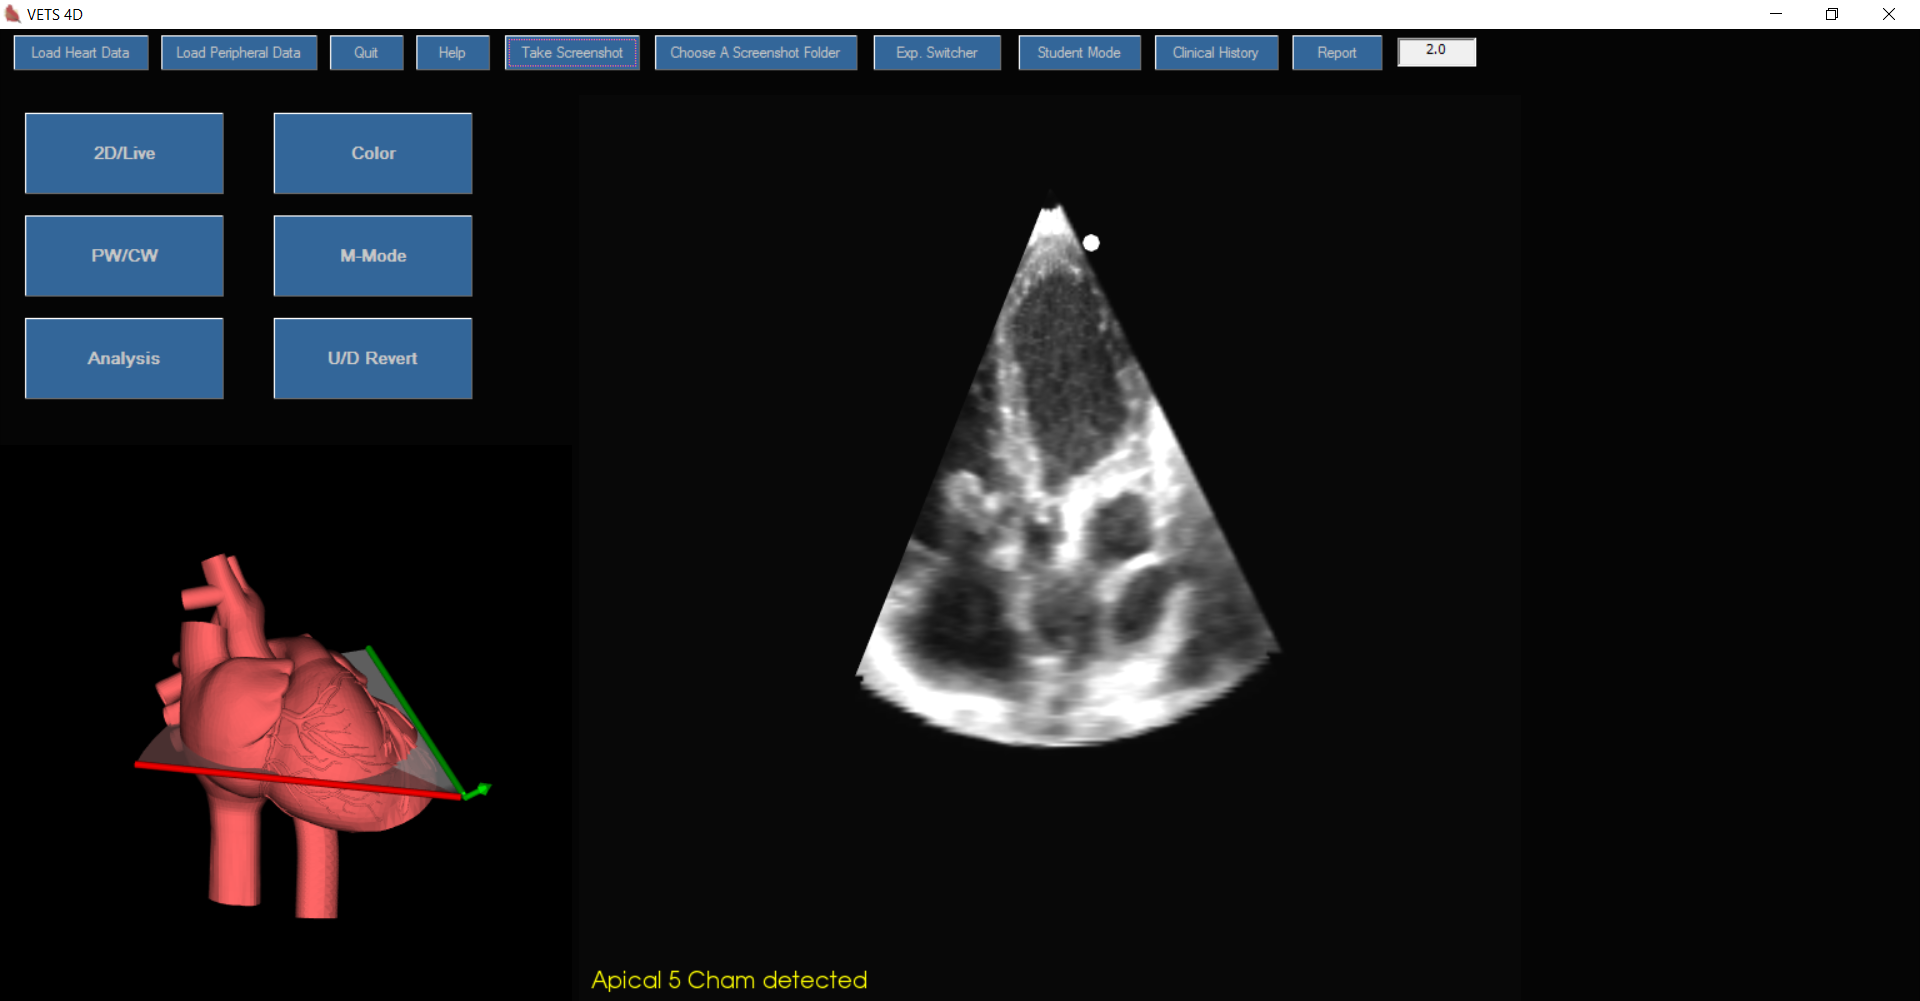 VETS 4D
Load Heart Data Load Peripheral Data Quit Help Take Screenshot Choose A Screenshot Folder Exp. Switcher Student Mode Clinical History Report 2.0
2D/Live Color
PW/CW M-Mode
Analysis U/D Revert
Apical 5 Cham detected